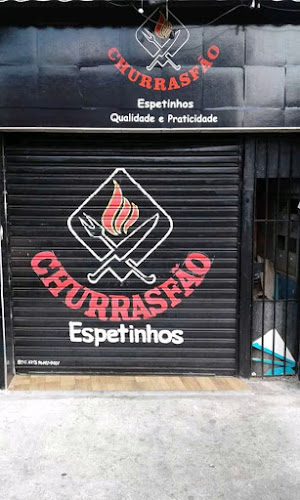 CHURRASFÃO
Espetinhos
Qualidade e Praticidade
CHURRASFÃO
Espetinhos